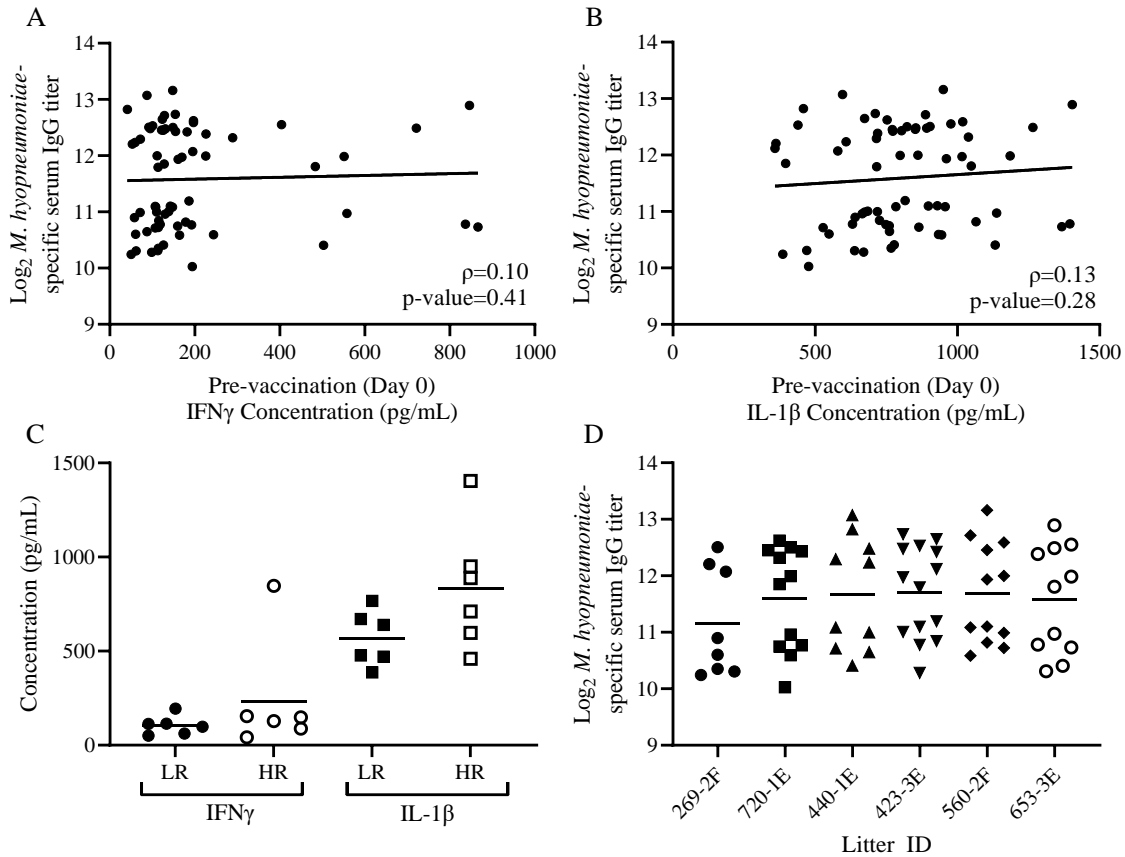 A
Log₂ M. hyopneumoniae-
specific serum IgG titer
14
13
12
11
10
9
0
200
400
600
800
1000
ρ=0.10
p-value=0.41
Pre-vaccination (Day 0)
IFNγ Concentration (pg/mL)
B
Log₂ M. hyopneumoniae-
specific serum IgG titer
14
13
12
11
10
9
0
500
1000
1500
ρ=0.13
p-value=0.28
Pre-vaccination (Day 0)
IL-1β Concentration (pg/mL)
C
Concentration (pg/mL)
1500
1000
500
0
LR
HR
LR
HR
IFNγ
IL-1β
D
Log₂ M. hyopneumoniae-
specific serum IgG titer
14
13
12
11
10
9
269-2F
720-1E
440-1E
423-3E
560-2F
653-3E
Litter ID